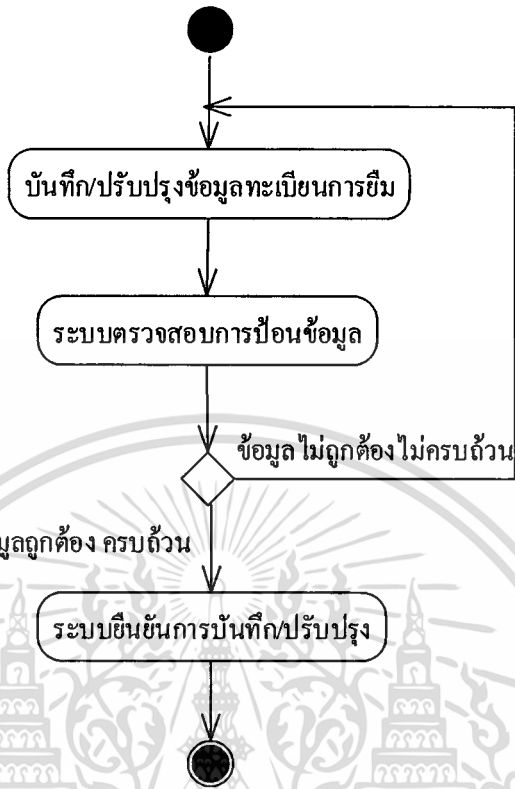 บันทึก/ปรับปรุงข้อมูลทะเบียนการยืม
ระบบตรวจสอบการป้อนข้อมูล
ข้อมูลไม่ถูกต้อง ไม่ครบถ้วน
มูลถูกต้อง ครบถ้วน
ระบบยืนยันการบันทึก/ปรับปรุง